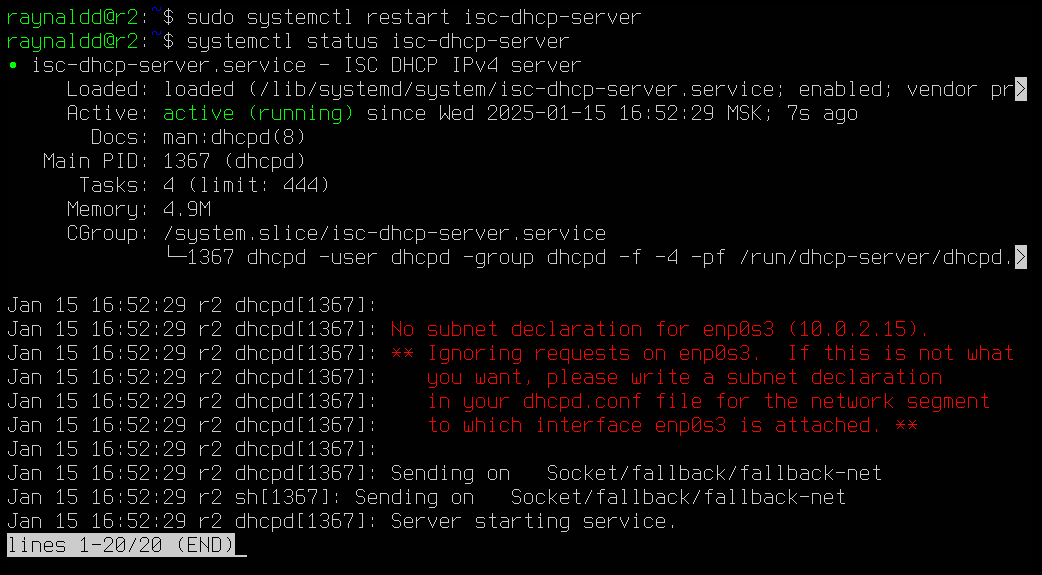 raynaldd@r2:~$ sudo systemctl restart isc-dhcp-server
raynaldd@r2:~$ systemctl status isc-dhcp-server
● isc-dhcp-server.service - ISC DHCP IPv4 server
     Loaded: loaded (/lib/systemd/system/isc-dhcp-server.service; enabled; vendor pr>
     Active: active (running) since Wed 2025-01-15 16:52:29 MSK; 7s ago
       Docs: man:dhcpd(8)
   Main PID: 1367 (dhcpd)
      Tasks: 4 (limit: 444)
     Memory: 4.9M
     CGroup: /system.slice/isc-dhcp-server.service
             └─1367 dhcpd -user dhcpd -group dhcpd -f -4 -pf /run/dhcp-server/dhcpd.>
Jan 15 16:52:29 r2 dhcpd[1367]:
Jan 15 16:52:29 r2 dhcpd[1367]: No subnet declaration for enp0s3 (10.0.2.15).
Jan 15 16:52:29 r2 dhcpd[1367]: ** Ignoring requests on enp0s3.  If this is not what
Jan 15 16:52:29 r2 dhcpd[1367]:    you want, please write a subnet declaration
Jan 15 16:52:29 r2 dhcpd[1367]:    in your dhcpd.conf file for the network segment
Jan 15 16:52:29 r2 dhcpd[1367]:    to which interface enp0s3 is attached. **
Jan 15 16:52:29 r2 dhcpd[1367]:
Jan 15 16:52:29 r2 dhcpd[1367]: Sending on   Socket/fallback/fallback-net
Jan 15 16:52:29 r2 sh[1367]: Sending on   Socket/fallback/fallback-net
Jan 15 16:52:29 r2 dhcpd[1367]: Server starting service.
lines 1-20/20 (END)